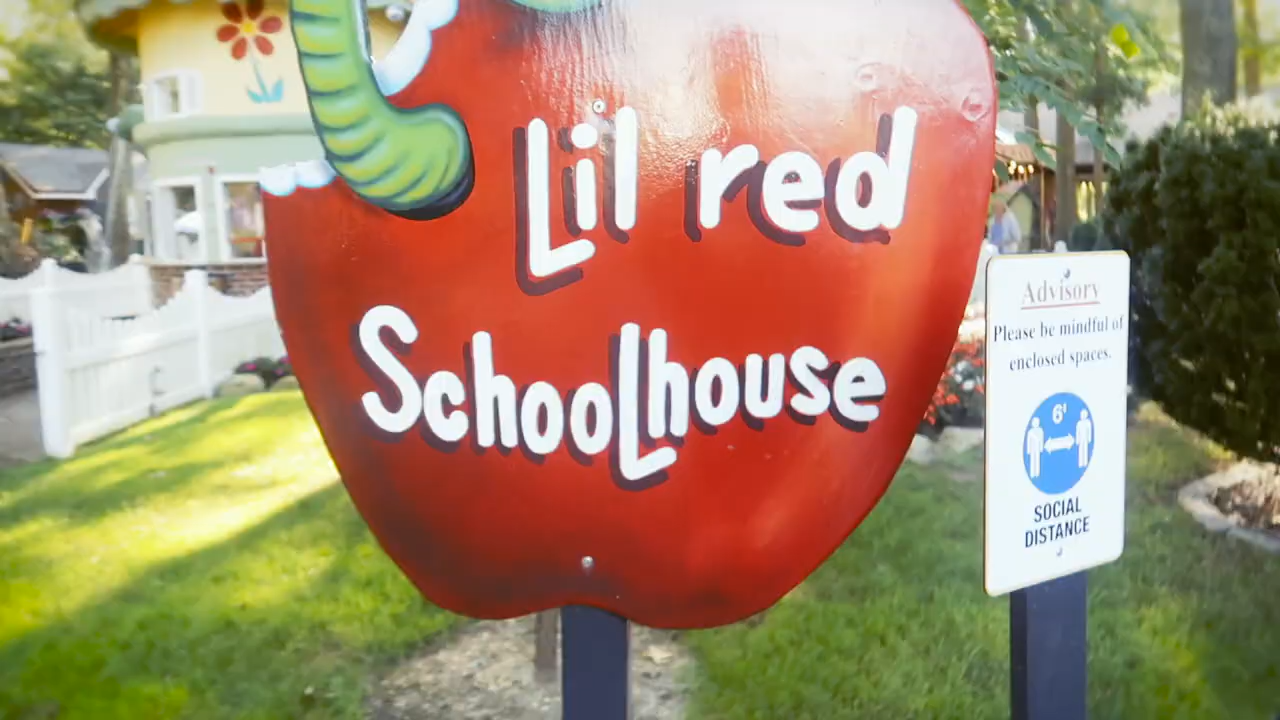 Lil red
Schoolhouse
Advisory
Please be mindful of
enclosed spaces.
6'
SOCIAL
DISTANCE